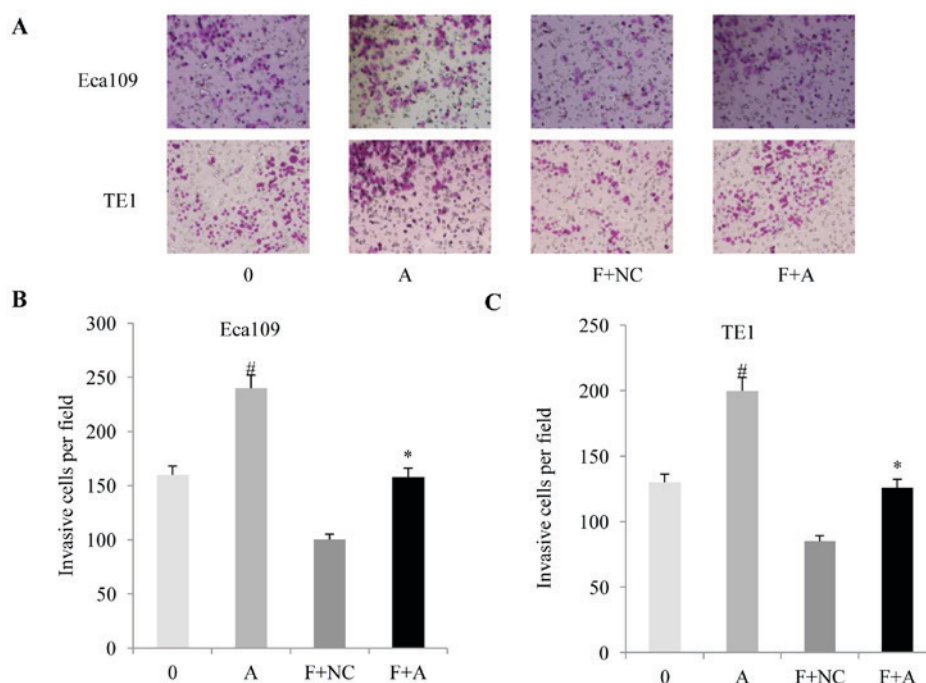 A
Eca109
TE1
0 A F+NC F+A
B
Eca109
Invasive cells per field
300
250
200
150
100
50
0
#
*
0 A F+NC F+A
C
TE1
Invasive cells per field
250
200
150
100
50
0
#
*
0 A F+NC F+A